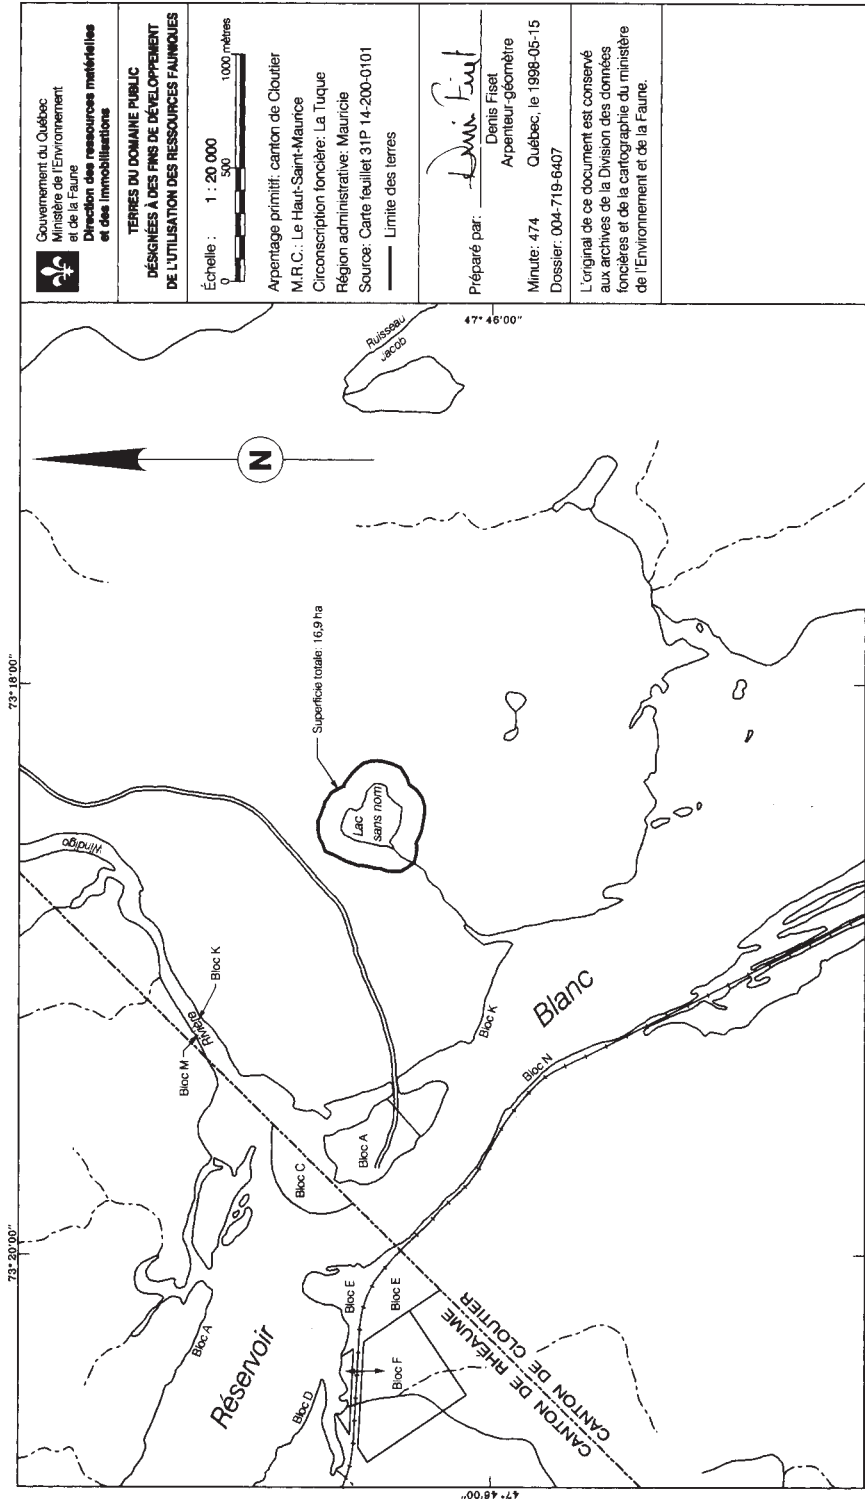 Gouvernement du Québec
Ministère de l'Environnement
et de la Faune
Direction des ressources matérielles
et des immobilisations
TERRES DU DOMAINE PUBLIC
DÉSIGNÉES À DES FINS DE DÉVELOPPEMENT
DE L'UTILISATION DES RESSOURCES FAUNIQUES
Échelle : 1 : 20 000
0 500 1000 mètres
Arpentage primitif: canton de Cloutier
M.R.C.: Le Haut-Saint-Maurice
Circonscription foncière: La Tuque
Région administrative: Mauricie
Source: Carte feuillet 31P 14-200-0101
Limite des terres
Préparé par: Denis Fiset
Denis Fiset
Arpenteur-géomètre
Minute: 474 Québec, le 1998-05-15
Dossier: 004-719-6407
L'original de ce document est conservé
aux archives de la Division des données
foncières et de la cartographie du ministère
de l'Environnement et de la Faune.
73° 20'00"
73° 18'00"
47° 46'00"
47° 46'00"
N
Ruisseau
Jacob
Superficie totale: 16,9 ha
Lac
sans nom
Windigo
Rivière
Bloc K
Bloc M
Bloc C
Bloc A
Bloc K
Blanc
Bloc N
Bloc A
Réservoir
Bloc D
Bloc E
Bloc E
Bloc F
CANTON DE RHÉAUME
CANTON DE CLOUTIER